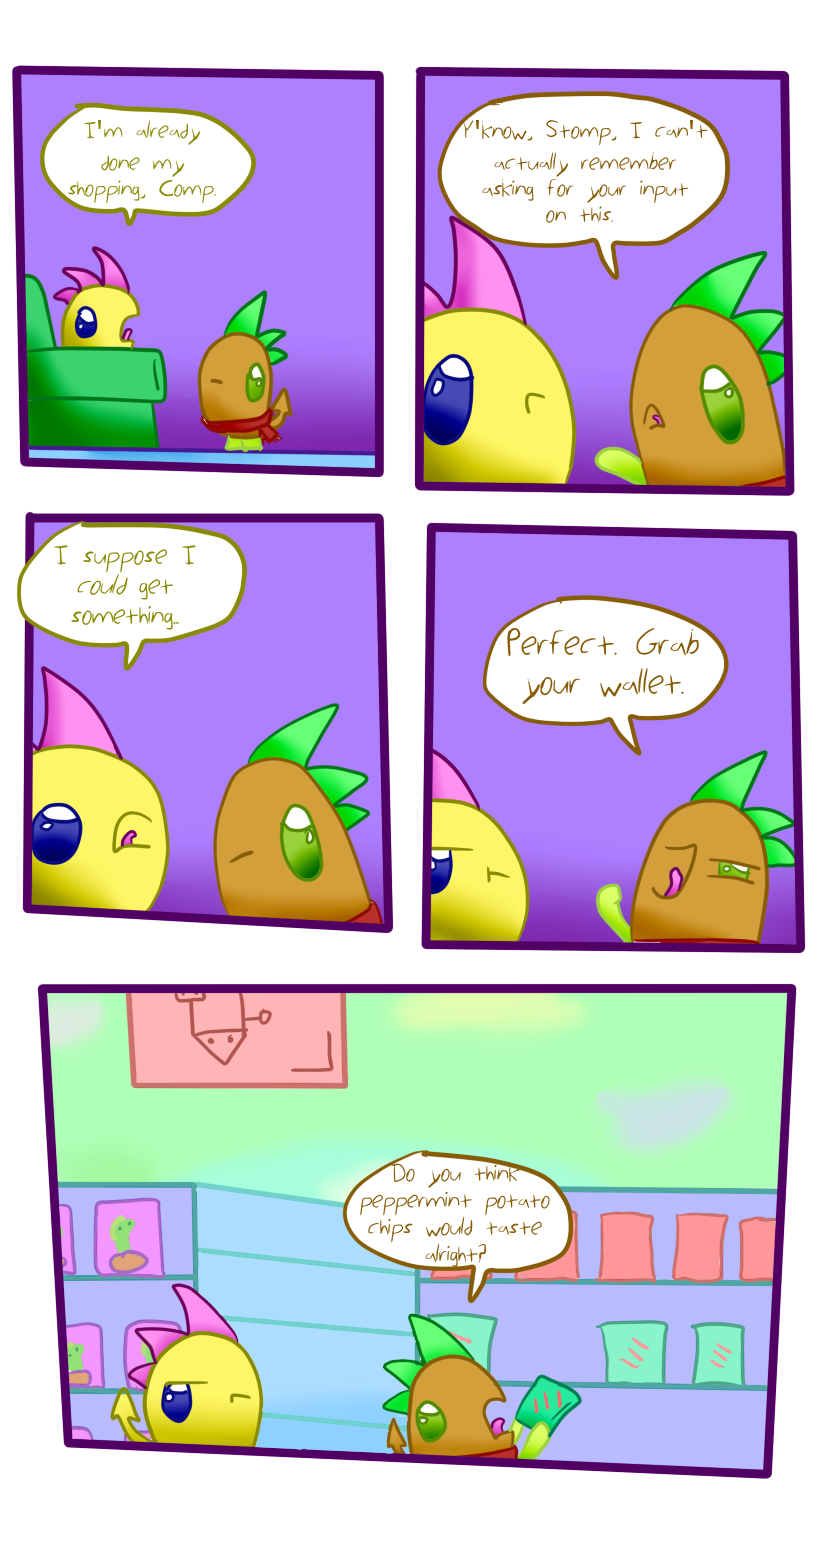 I'm already
done my
shopping, Comp.
Y'know, Stomp, I can't
actually remember
asking for your input
on this.
I suppose I
could get
something...
Perfect. Grab
your wallet.
Do you think
peppermint potato
chips would taste
alright?